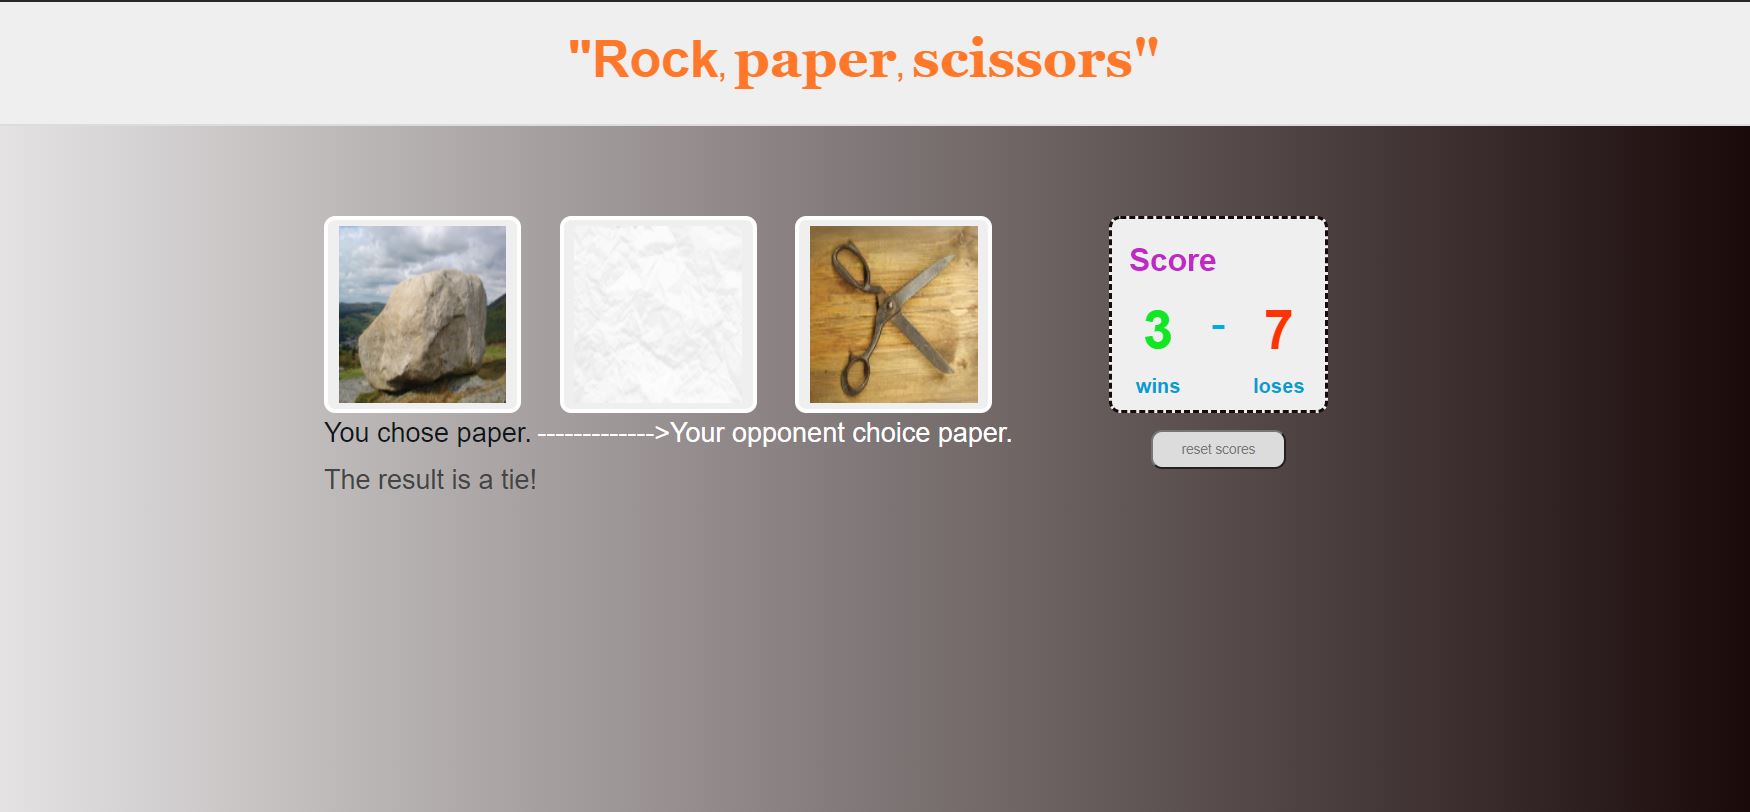 "Rock, paper, scissors"
Score
3 - 7
wins loses
You chose paper. ------------->Your opponent choice paper.
reset scores
The result is a tie!